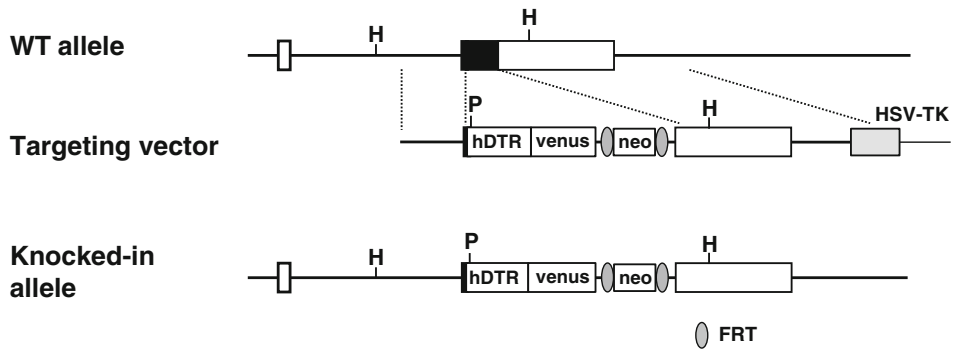 H
H
WT allele
P
H
HSV-TK
Targeting vector
hDTR
venus
neo
Knocked-in
allele
H
P
H
hDTR
venus
neo
FRT